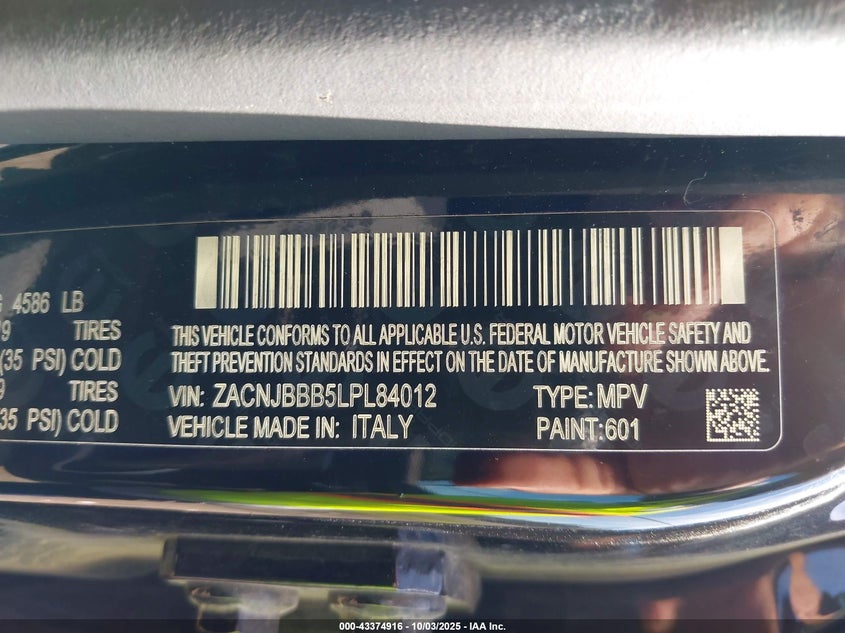 4586 LB
TIRES
(35 PSI) COLD
TIRES
35 PSI) COLD
THIS VEHICLE CONFORMS TO ALL APPLICABLE U.S. FEDERAL MOTOR VEHICLE SAFETY AND
THEFT PREVENTION STANDARDS IN EFFECT ON THE DATE OF MANUFACTURE SHOWN ABOVE.
VIN: ZACNJBBB5LPL84012 TYPE: MPV
VEHICLE MADE IN: ITALY PAINT: 601
000-43374916 - 10/03/2025 - IAA Inc.